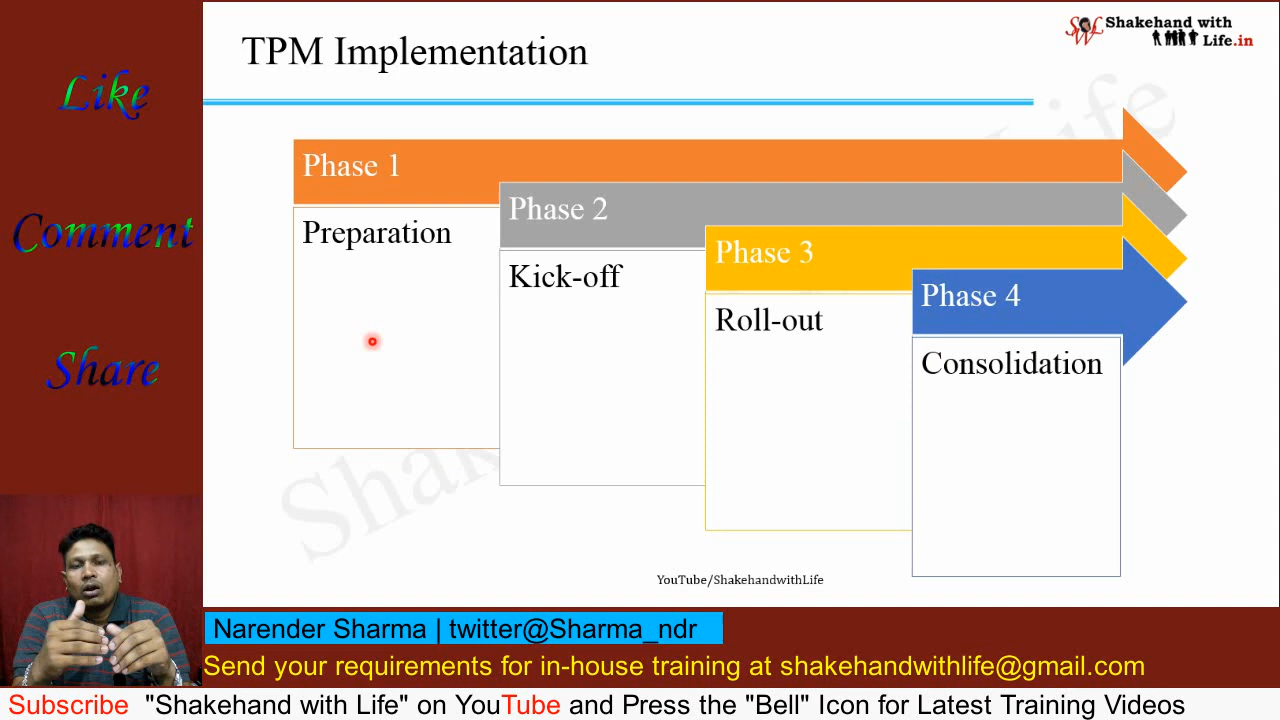 TPM Implementation
Shakehand with
Life.in
Like
Comment
Share
Phase 1
Preparation
Phase 2
Kick-off
Phase 3
Roll-out
Phase 4
Consolidation
Shak
Life
YouTube/ShakehandwithLife
Narender Sharma | twitter@Sharma_ndr
Send your requirements for in-house training at shakehandwithlife@gmail.com
Subscribe "Shakehand with Life" on YouTube and Press the "Bell" Icon for Latest Training Videos